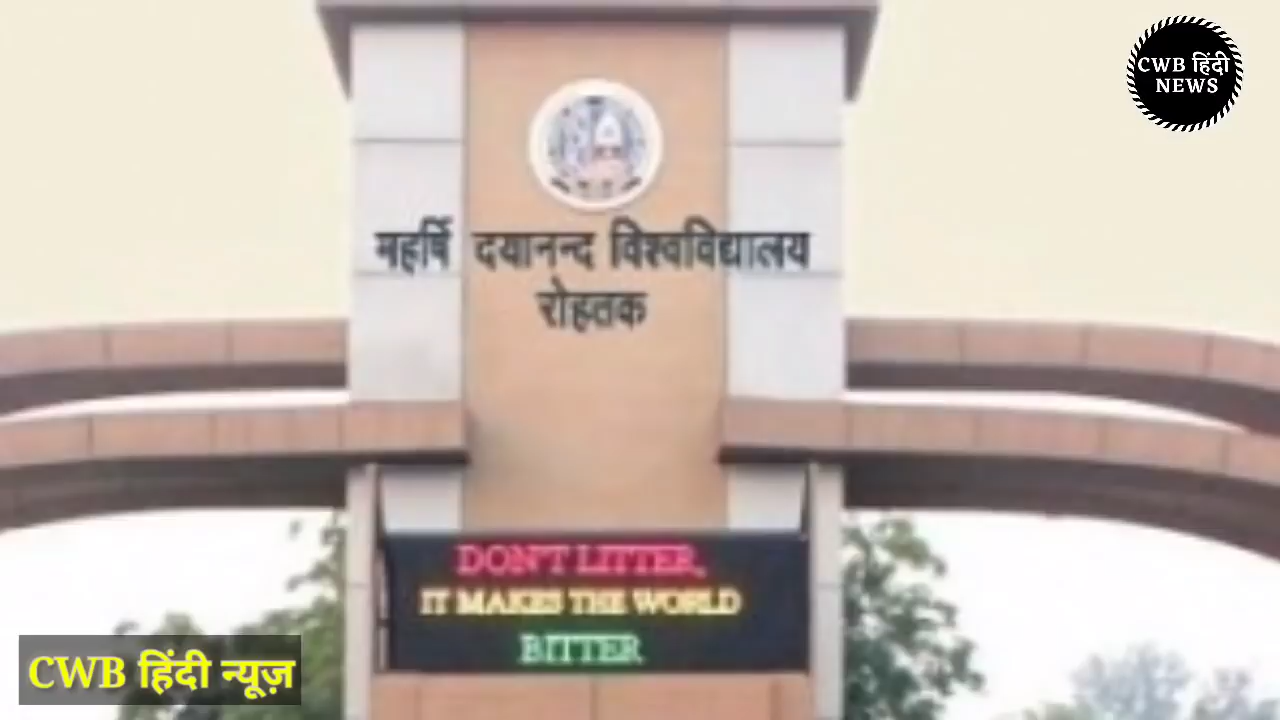 CWB हिंदी
NEWS
महर्षि दयानन्द विश्वविद्यालय
रोहतक
DON'T LITTER,
IT MAKES THE WORLD
BITTER
CWB हिंदी न्यूज़